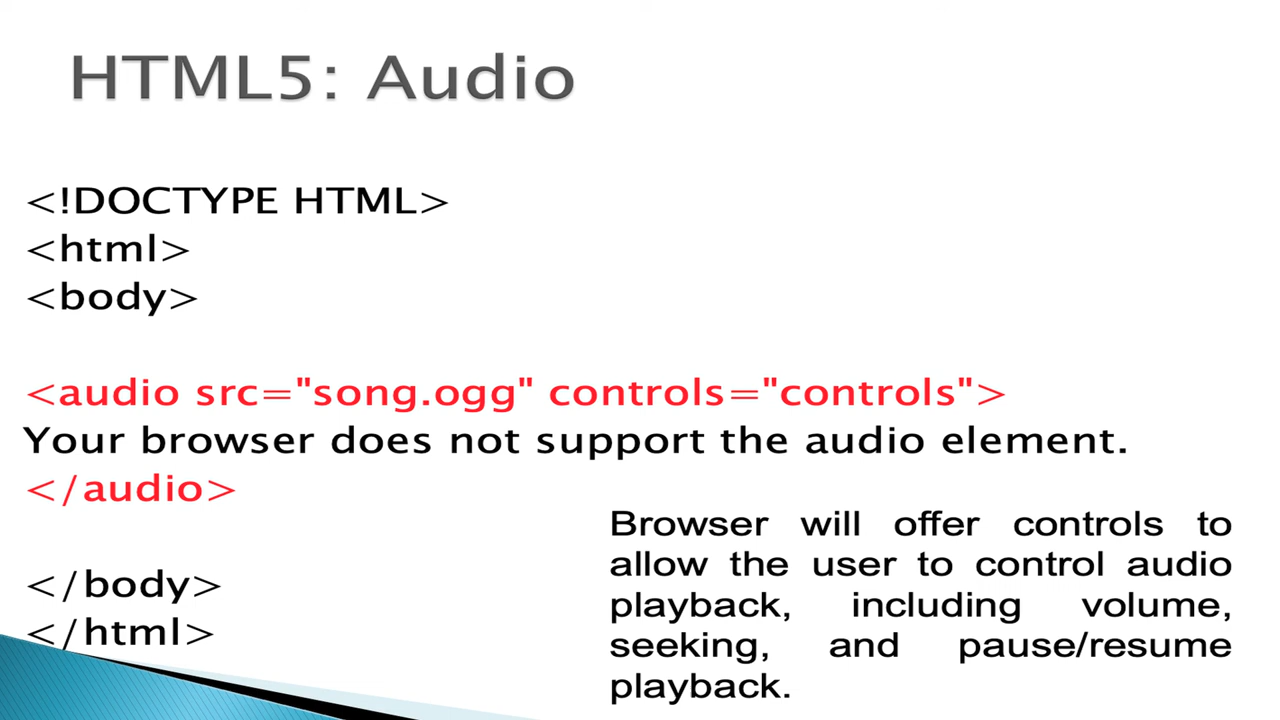 HTML5: Audio
<!DOCTYPE HTML>
<html>
<body>
<audio src="song.ogg" controls="controls">
Your browser does not support the audio element.
</audio>
</body>
</html>
Browser will offer controls to
allow the user to control audio
playback, including volume,
seeking, and pause/resume
playback.